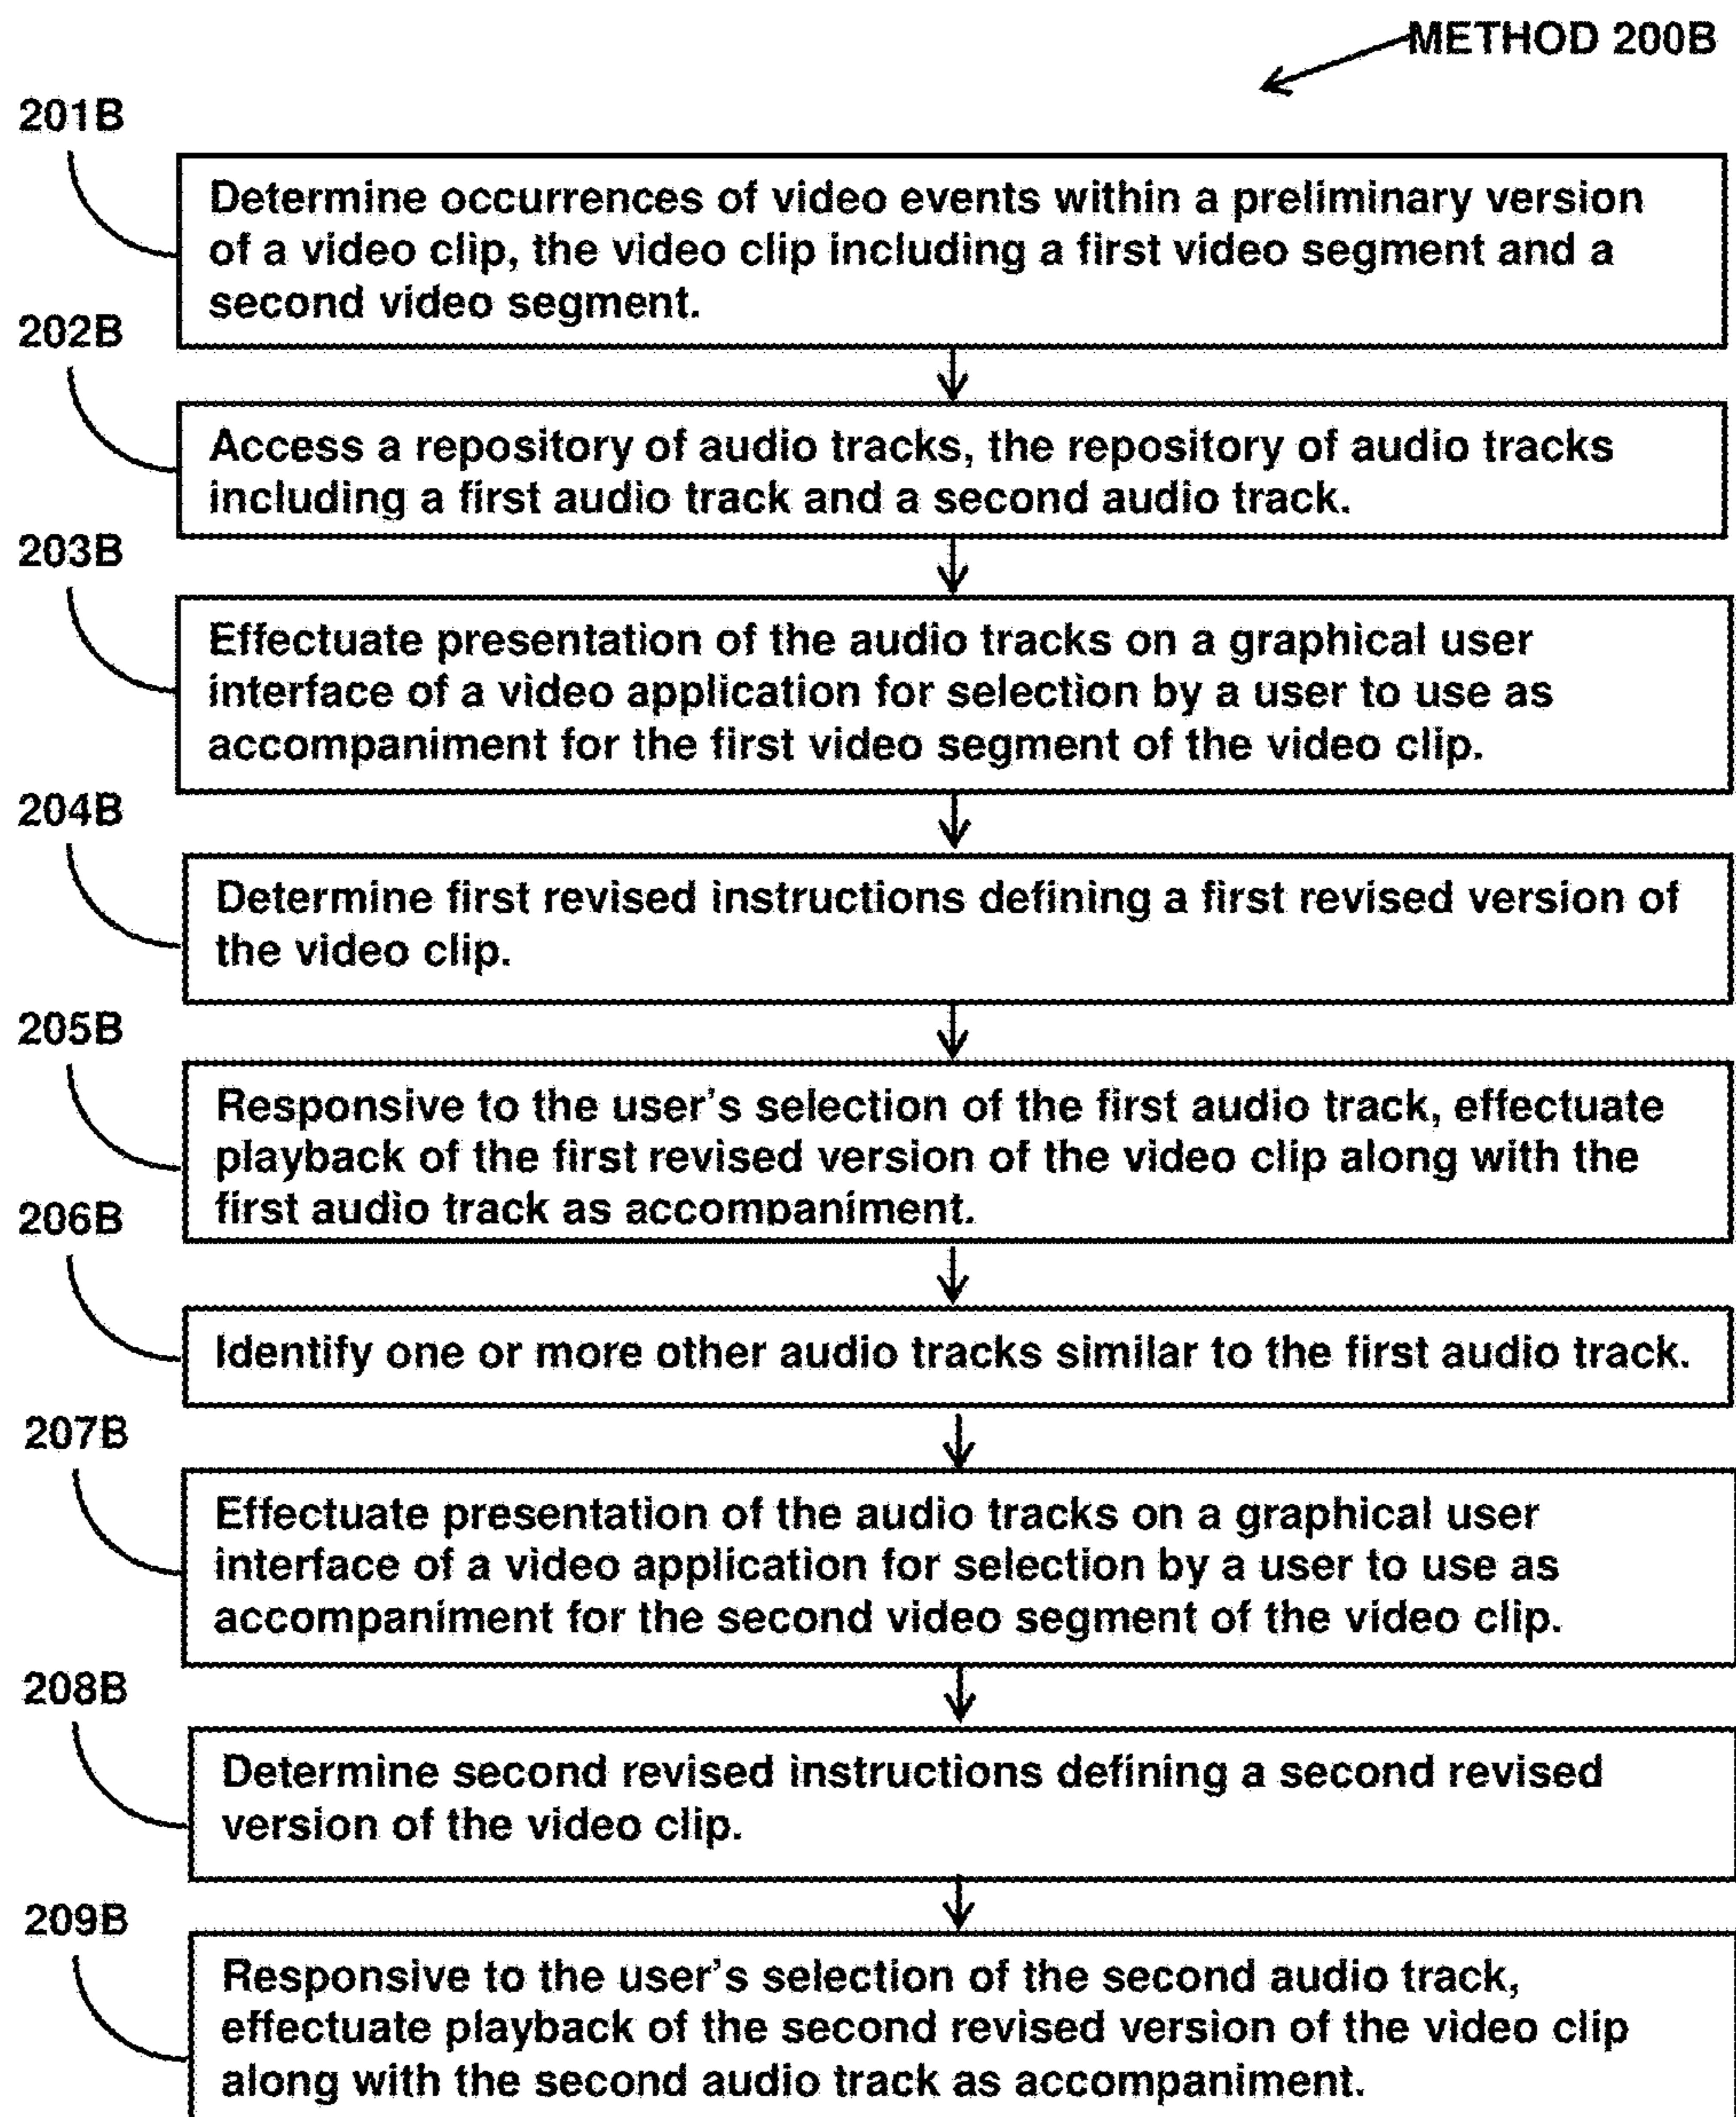 METHOD 200B
201B
Determine occurrences of video events within a preliminary version
of a video clip, the video clip including a first video segment and a
second video segment.
202B
Access a repository of audio tracks, the repository of audio tracks
including a first audio track and a second audio track.
203B
Effectuate presentation of the audio tracks on a graphical user
interface of a video application for selection by a user to use as
accompaniment for the first video segment of the video clip.
204B
Determine first revised instructions defining a first revised version of
the video clip.
205B
Responsive to the user's selection of the first audio track, effectuate
playback of the first revised version of the video clip along with the
first audio track as accompaniment.
206B
Identify one or more other audio tracks similar to the first audio track.
207B
Effectuate presentation of the audio tracks on a graphical user
interface of a video application for selection by a user to use as
accompaniment for the second video segment of the video clip.
208B
Determine second revised instructions defining a second revised
version of the video clip.
209B
Responsive to the user's selection of the second audio track,
effectuate playback of the second revised version of the video clip
along with the second audio track as accompaniment.